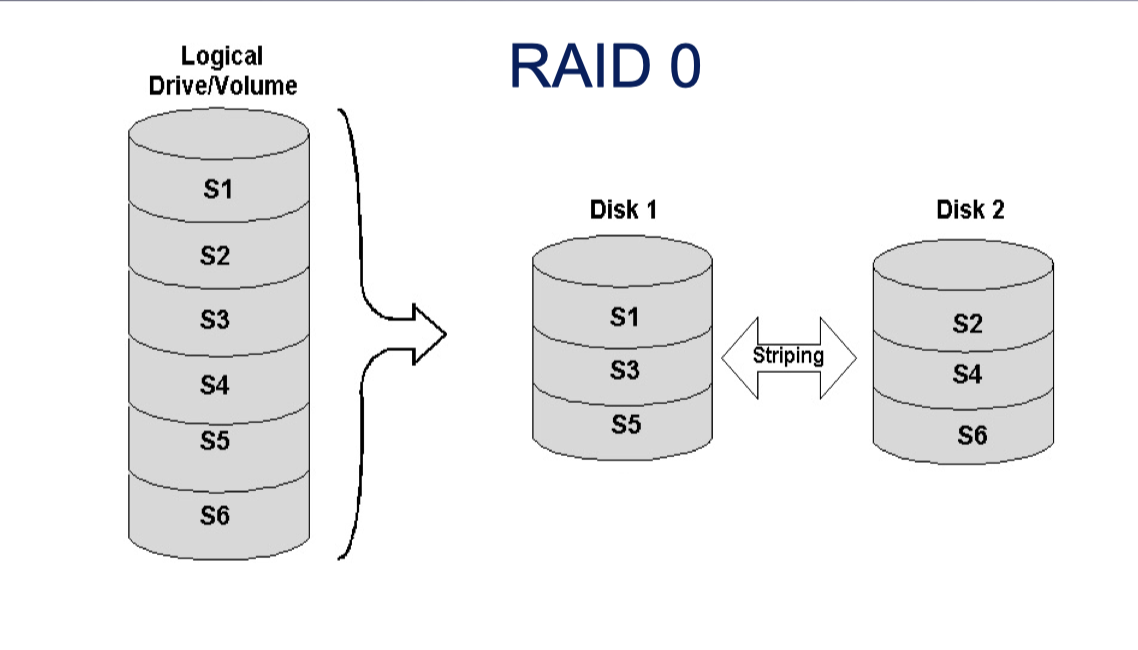 RAID 0
Logical
Drive/Volume
S1
S2
S3
S4
S5
S6
Disk 1
S1
S3
S5
Striping
Disk 2
S2
S4
S6